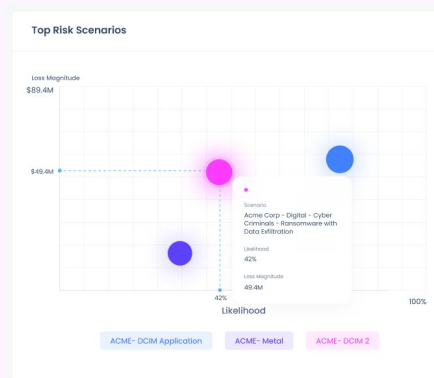 Top Risk Scenarios
Loss Magnitude
$89.4M
$49.4M
Scenario
Acme Corp - Digital - Cyber
Criminals - Ransomware with
Data Exfiltration
Likelihood
42%
Loss Magnitude
49.4M
42%
100%
Likelihood
ACME- DCIM Application
ACME- Metal
ACME- DCIM 2